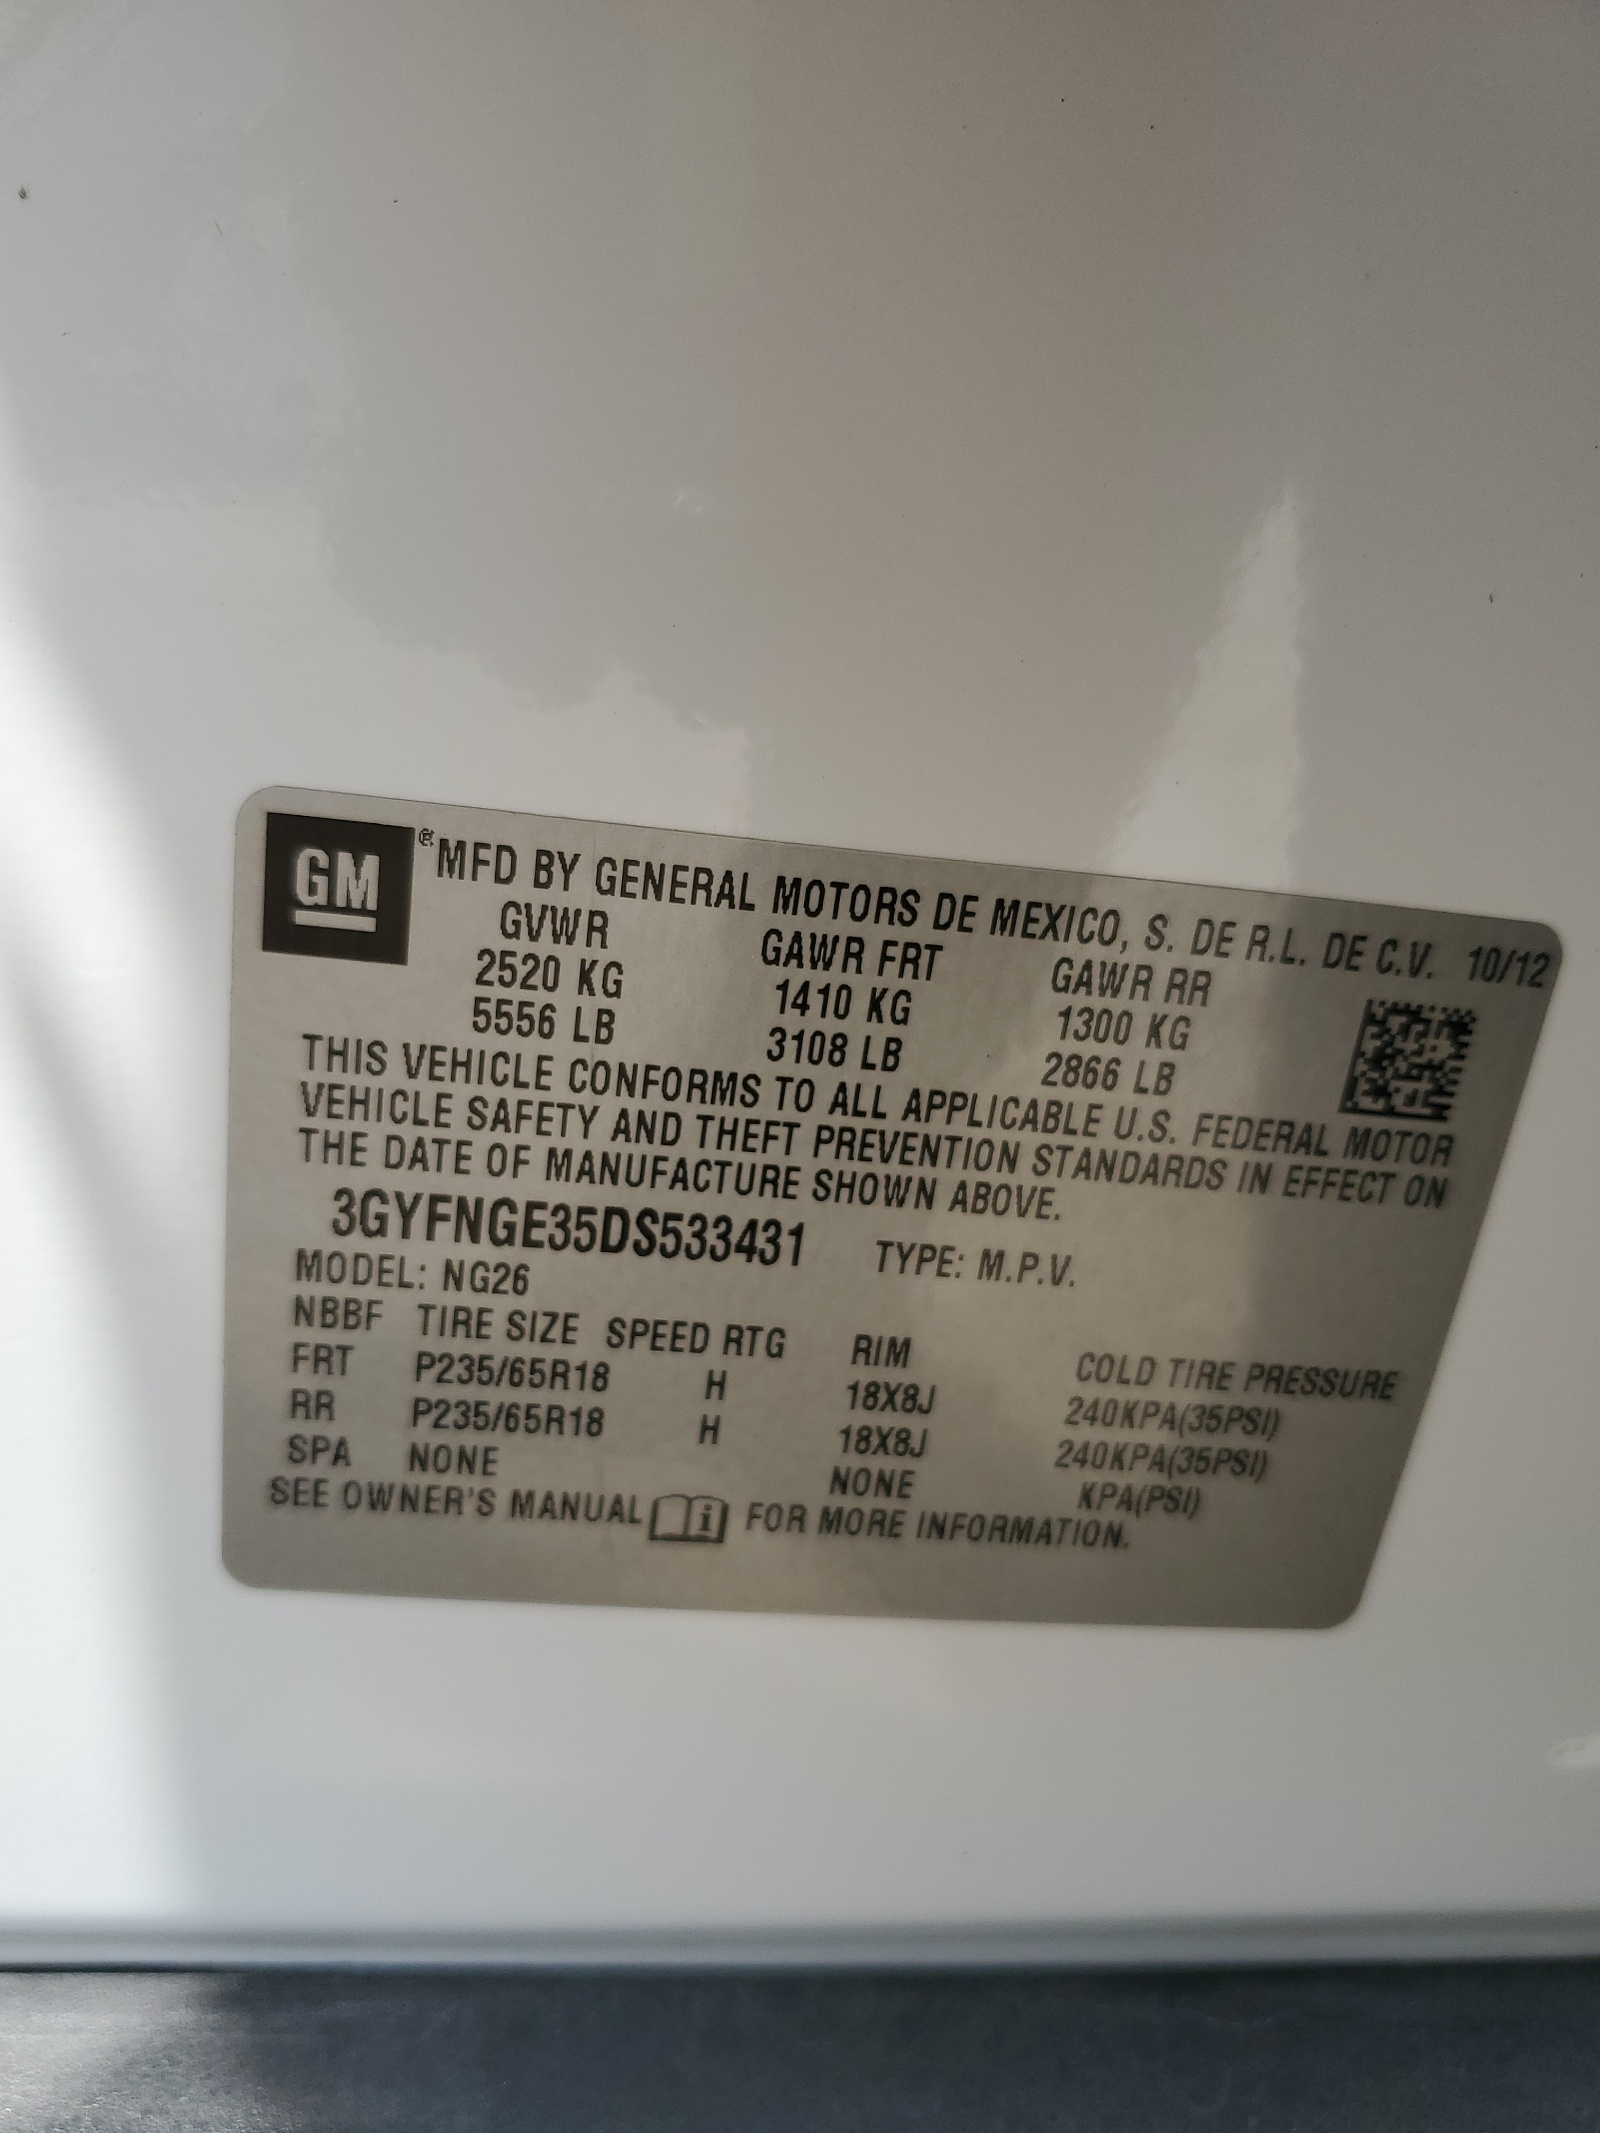 GM ® MFD BY GENERAL MOTORS DE MEXICO, S. DE R.L. DE C.V. 10/12
GVWR GAWR FRT GAWR RR
2520 KG 1410 KG 1300 KG
5556 LB 3108 LB 2866 LB
THIS VEHICLE CONFORMS TO ALL APPLICABLE U.S. FEDERAL MOTOR
VEHICLE SAFETY AND THEFT PREVENTION STANDARDS IN EFFECT ON
THE DATE OF MANUFACTURE SHOWN ABOVE.
3GYFNGE35DS533431 TYPE: M.P.V.
MODEL: NG26
NBBF TIRE SIZE SPEED RTG RIM COLD TIRE PRESSURE
FRT P235/65R18 H 18X8J 240KPA(35PSI)
RR P235/65R18 H 18X8J 240KPA(35PSI)
SPA NONE NONE KPA(PSI)
SEE OWNER'S MANUAL i FOR MORE INFORMATION.